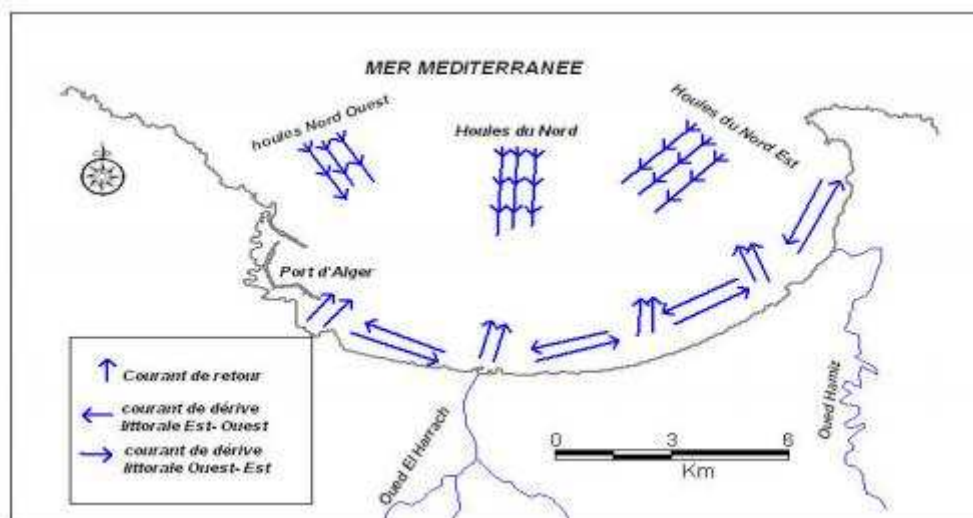 MER MEDITERRANEE
houles Nord Ouest
Houles du Nord
Houles du Nord Est
Port d'Alger
Courant de retour
courant de dérive
littorale Est- Ouest
courant de dérive
littorale Ouest- Est
Oued El Harrach
0 3 6
Km
Oued Hamiz